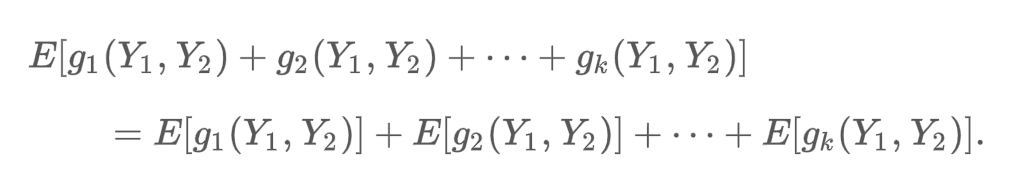 E[g₁(Y₁, Y₂) + g₂(Y₁, Y₂) + ··· + gₖ(Y₁, Y₂)]
= E[g₁(Y₁, Y₂)] + E[g₂(Y₁, Y₂)] + ··· + E[gₖ(Y₁, Y₂)].